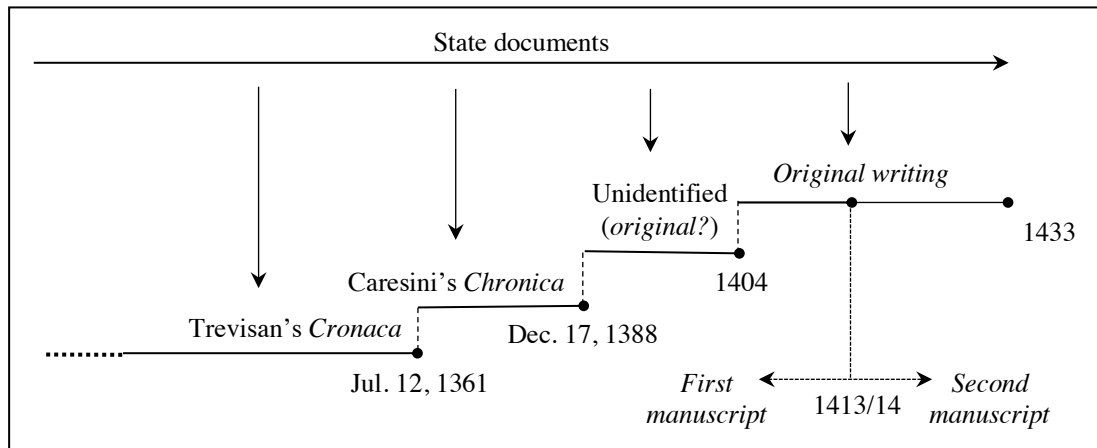 State documents
Original writing
Unidentified
(original?)
1433
1404
Caresini's Chronica
Dec. 17, 1388
Trevisan's Cronaca
Jul. 12, 1361
First
manuscript
1413/14
Second
manuscript